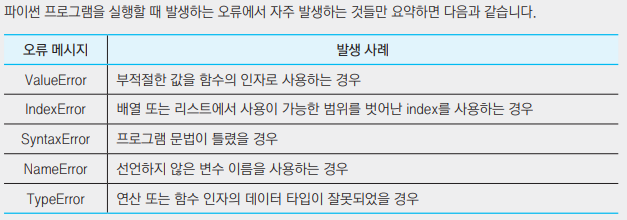 파이썬 프로그램을 실행할 때 발생하는 오류에서 자주 발생하는 것들만 요약하면 다음과 같습니다.
오류 메시지 발생 사례
ValueError 부적절한 값을 함수의 인자로 사용하는 경우
IndexError 배열 또는 리스트에서 사용이 가능한 범위를 벗어난 index를 사용하는 경우
SyntaxError 프로그램 문법이 틀렸을 경우
NameError 선언하지 않은 변수 이름을 사용하는 경우
TypeError 연산 또는 함수 인자의 데이터 타입이 잘못되었을 경우